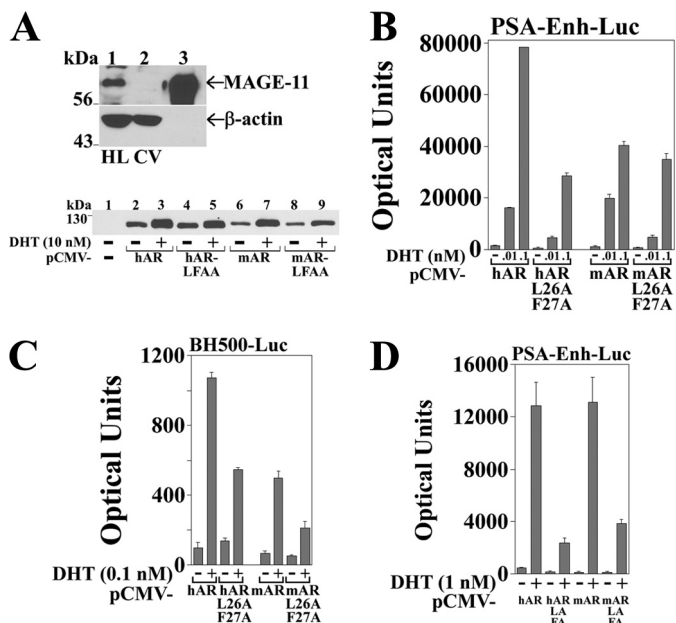 A
kDa 1 2 3
←MAGE-11
56
←β-actin
43
HL CV
kDa 1 2 3 4 5 6 7 8 9
130
DHT (10 nM) − − + − + − + − +
pCMV- − hAR hAR-LFAA mAR mAR-LFAA
B
PSA-Enh-Luc
Optical Units
80000
60000
40000
20000
0
DHT (nM) − .01 .1 − .01 .1 − .01 .1 − .01 .1
pCMV- hAR hAR mAR mAR
L26A L26A
F27A F27A
C
BH500-Luc
Optical Units
1200
800
400
0
DHT (0.1 nM) − + − + − + − +
pCMV- hAR hAR mAR mAR
L26A L26A
F27A F27A
D
PSA-Enh-Luc
Optical Units
16000
12000
8000
4000
0
DHT (1 nM) − + − + − + − +
pCMV- hAR hAR mAR mAR
LA LA
FA FA